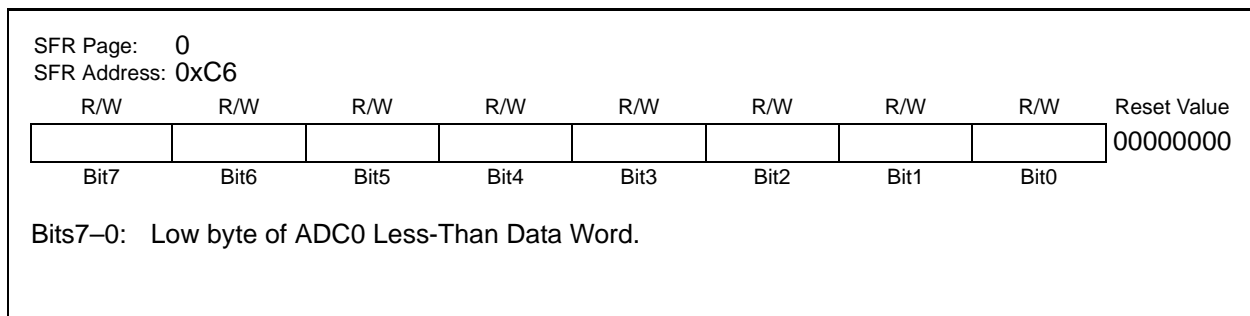 SFR Page: 0
SFR Address: 0xC6
R/W R/W R/W R/W R/W R/W R/W R/W Reset Value
00000000
Bit7 Bit6 Bit5 Bit4 Bit3 Bit2 Bit1 Bit0
Bits7–0: Low byte of ADC0 Less-Than Data Word.